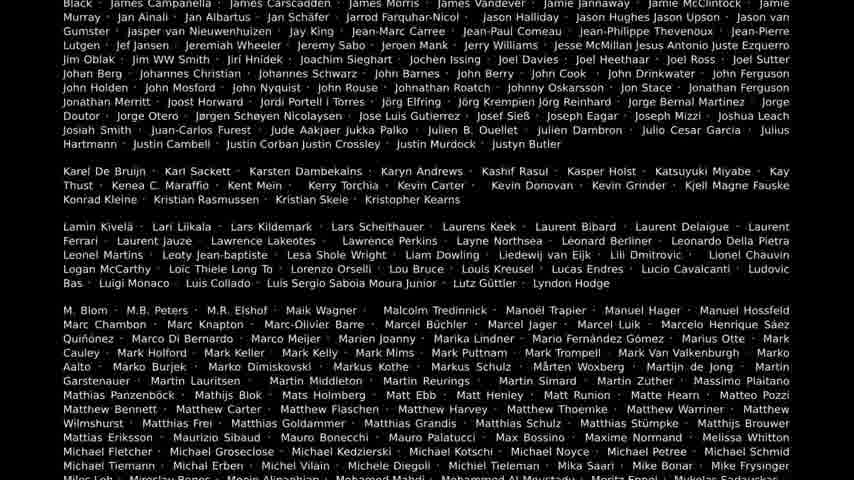 Black · James Campanella · James Carscadden · James Morris · James Vandever · Jamie Jannaway · Jamie McClintock · Jamie
Murray · Jan Ainali · Jan Albartus · Jan Schäfer · Jarrod Farquhar-Nicol · Jason Halliday · Jason Hughes Jason Upson · Jason van
Gumster · Jasper van Nieuwenhuizen · Jay King · Jean-Marc Carree · Jean-Paul Comeau · Jean-Philippe Thevenoux · Jean-Pierre
Lutgen · Jef Jansen · Jeremiah Wheeler · Jeremy Sabo · Jeroen Mank · Jerry Williams · Jesse McMillan Jesus Antonio Juste Ezquerro
Jim Oblak · Jim WW Smith · Jiří Hnídek · Joachim Sieghart · Jochen Issing · Joel Davies · Joel Heethaar · Joel Ross · Joel Sutter
Johan Berg · Johannes Christian · Johannes Schwarz · John Barnes · John Berry · John Cook · John Drinkwater · John Ferguson
John Holden · John Mosford · John Nyquist · John Rouse · Johnathan Roatch · Johnny Oskarsson · Jon Stace · Jonathan Ferguson
Jonathan Merritt · Joost Horward · Jordi Portell i Torres · Jörg Elfring · Jörg Krempien Jörg Reinhard · Jorge Bernal Martinez · Jorge
Doutor · Jorge Otero · Jørgen Schøyen Nicolaysen · Jose Luis Gutierrez · Josef Sieß · Joseph Eagar · Joseph Mizzi · Joshua Leach
Josiah Smith · Juan-Carlos Furest · Jude Aakjaer Jukka Palko · Julien B. Ouellet · Julien Dambron · Julio Cesar Garcia · Julius
Hartmann · Justin Cambell · Justin Corban Justin Crossley · Justin Murdock · Justyn Butler
Karel De Bruijn · Karl Sackett · Karsten Dambekalns · Karyn Andrews · Kashif Rasul · Kasper Holst · Katsuyuki Miyabe · Kay
Thust · Kenea C. Maraffio · Kent Mein · Kerry Torchia · Kevin Carter · Kevin Donovan · Kevin Grinder · Kjell Magne Fauske
Konrad Kleine · Kristian Rasmussen · Kristian Skeie · Kristopher Kearns
Lamin Kivelä · Lari Liikala · Lars Kildemark · Lars Scheithauer · Laurens Keek · Laurent Bibard · Laurent Delaigue · Laurent
Ferrari · Laurent Jauze · Lawrence Lakeotes · Lawrence Perkins · Layne Northsea · Léonard Berliner · Leonardo Della Pietra
Leonel Martins · Leoty Jean-baptiste · Lesa Shole Wright · Liam Dowling · Liedewij van Eijk · Lili Dmitrovic · Lionel Chauvin
Logan McCarthy · Loïc Thiele Long To · Lorenzo Orselli · Lou Bruce · Louis Kreusel · Lucas Endres · Lucio Cavalcanti · Ludovic
Bas · Luigi Monaco · Luis Collado · Luis Sergio Saboia Moura Junior · Lutz Güttler · Lyndon Hodge
M. Blom · M.B. Peters · M.R. Elshof · Maik Wagner · Malcolm Tredinnick · Manoël Trapier · Manuel Hager · Manuel Hossfeld
Marc Chambon · Marc Knapton · Marc-Olivier Barre · Marcel Büchler · Marcel Jager · Marcel Luik · Marcelo Henrique Sáez
Quiñónez · Marco Di Bernardo · Marco Meijer · Marien Joanny · Marika Lindner · Mario Fernández Gómez · Marius Otte · Mark
Cauley · Mark Holford · Mark Keller · Mark Kelly · Mark Mims · Mark Puttnam · Mark Trompell · Mark Van Valkenburgh · Marko
Aalto · Marko Burjek · Marko Dimiskovski · Markus Kothe · Markus Schulz · Mårten Woxberg · Martijn de Jong · Martin
Garstenauer · Martin Lauritsen · Martin Middleton · Martin Reurings · Martin Simard · Martin Zuther · Massimo Plaitano
Mathias Panzenböck · Mathijs Blok · Mats Holmberg · Matt Ebb · Matt Henley · Matt Runion · Matte Hearn · Matteo Pozzi
Matthew Bennett · Matthew Carter · Matthew Flaschen · Matthew Harvey · Matthew Thoemke · Matthew Warriner · Matthew
Wilmshurst · Matthias Frei · Matthias Goldammer · Matthias Grandis · Matthias Schulz · Matthias Stümpke · Matthijs Brouwer
Mattias Eriksson · Maurizio Sibaud · Mauro Bonecchi · Mauro Palatucci · Max Bossino · Maxime Normand · Melissa Whitton
Michael Fletcher · Michael Groseclose · Michael Kedzierski · Michael Kotschi · Michael Noyce · Michael Petree · Michael Schmid
Michael Tiemann · Michal Erben · Michel Vilain · Michele Diegoli · Michiel Tieleman · Mika Saari · Mike Bonar · Mike Frysinger